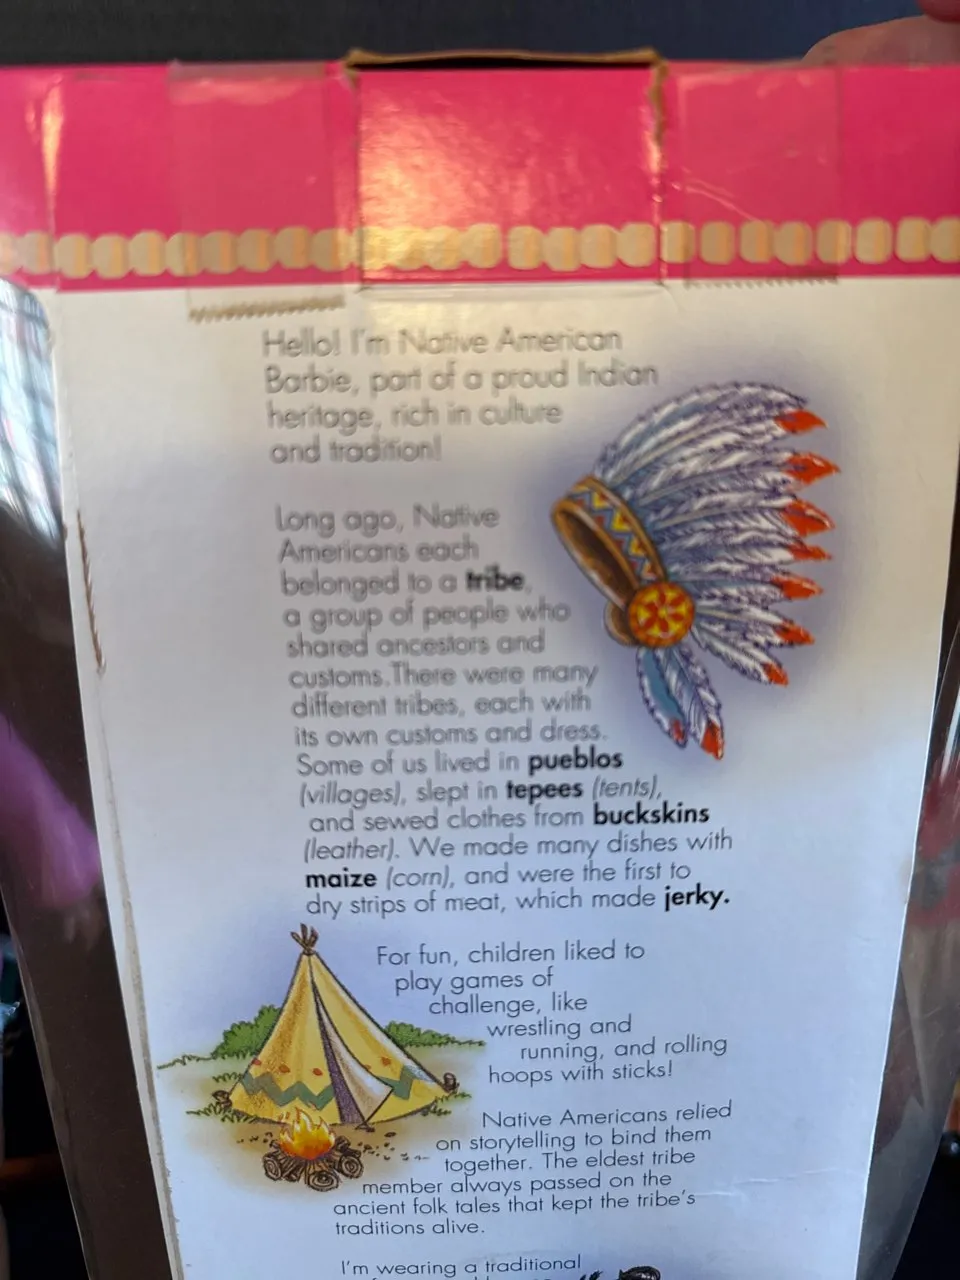 Hello! I'm Native American
Barbie, part of a proud Indian
heritage, rich in culture
and tradition!
Long ago, Native
Americans each
belonged to a tribe,
a group of people who
shared ancestors and
customs.There were many
different tribes, each with
its own customs and dress.
Some of us lived in pueblos
(villages), slept in tepees (tents),
and sewed clothes from buckskins
(leather). We made many dishes with
maize (corn), and were the first to
dry strips of meat, which made jerky.
For fun, children liked to
play games of
challenge, like
wrestling and
running, and rolling
hoops with sticks!
Native Americans relied
on storytelling to bind them
together. The eldest tribe
member always passed on the
ancient folk tales that kept the tribe's
traditions alive.
I'm wearing a traditional